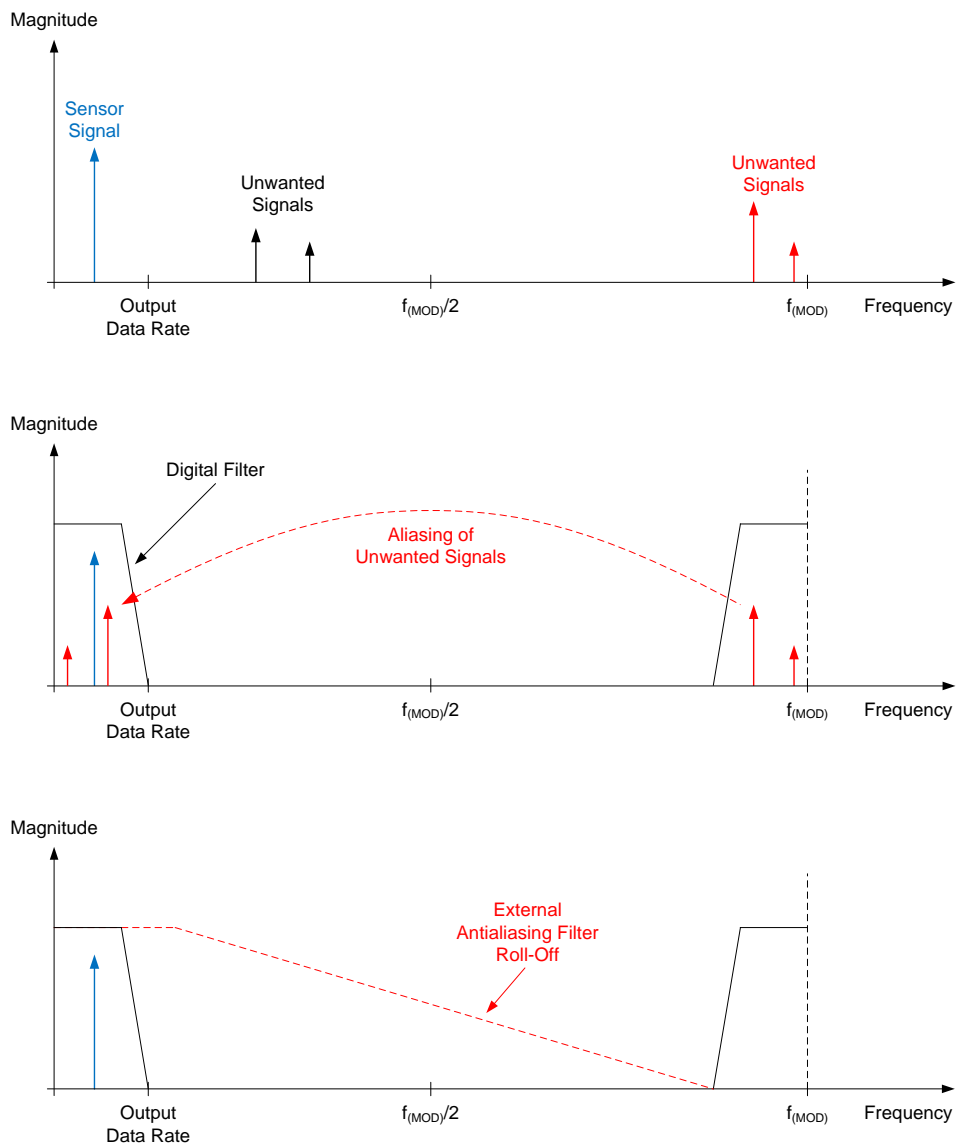 Magnitude
Sensor
Signal
Unwanted
Signals
Unwanted
Signals
Output
Data Rate
f(MOD)/2
f(MOD)
Frequency
Magnitude
Digital Filter
Aliasing of
Unwanted Signals
Output
Data Rate
f(MOD)/2
f(MOD)
Frequency
Magnitude
External
Antialiasing Filter
Roll-Off
Output
Data Rate
f(MOD)/2
f(MOD)
Frequency